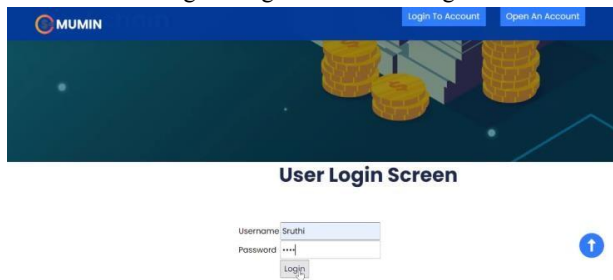 MUMIN
Login To Account Open An Account
User Login Screen
Username Sruthi
Password ••••
Login